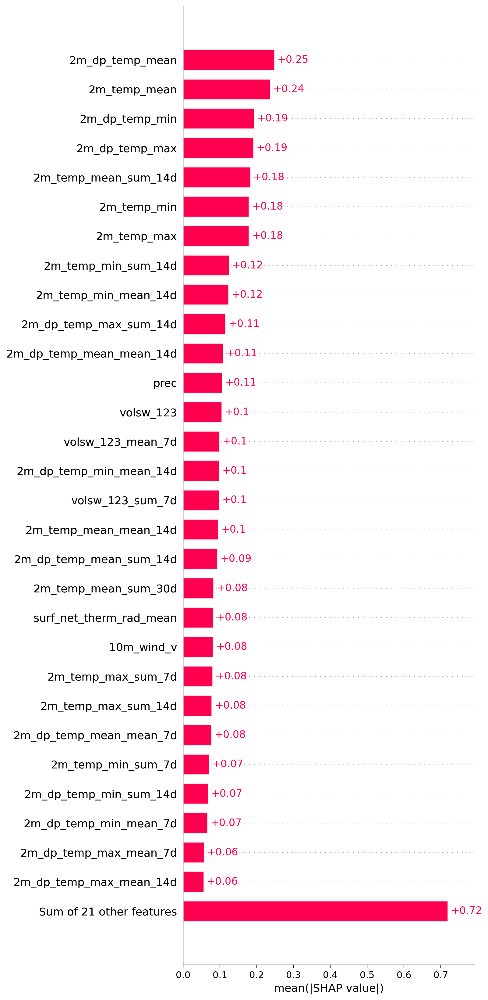 2m_dp_temp_mean +0.25
2m_temp_mean +0.24
2m_dp_temp_min +0.19
2m_dp_temp_max +0.19
2m_temp_mean_sum_14d +0.18
2m_temp_min +0.18
2m_temp_max +0.18
2m_temp_min_sum_14d +0.12
2m_temp_min_mean_14d +0.12
2m_dp_temp_max_sum_14d +0.11
2m_dp_temp_mean_mean_14d +0.11
prec +0.11
volsw_123 +0.1
volsw_123_mean_7d +0.1
2m_dp_temp_min_mean_14d +0.1
volsw_123_sum_7d +0.1
2m_temp_mean_mean_14d +0.1
2m_dp_temp_mean_sum_14d +0.09
2m_temp_mean_sum_30d +0.08
surf_net_therm_rad_mean +0.08
10m_wind_v +0.08
2m_temp_max_sum_7d +0.08
2m_temp_max_sum_14d +0.08
2m_dp_temp_mean_mean_7d +0.08
2m_temp_min_sum_7d +0.07
2m_dp_temp_min_sum_14d +0.07
2m_dp_temp_min_mean_7d +0.07
2m_dp_temp_max_mean_7d +0.06
2m_dp_temp_max_mean_14d +0.06
Sum of 21 other features +0.72
0.0 0.1 0.2 0.3 0.4 0.5 0.6 0.7
mean(|SHAP value|)